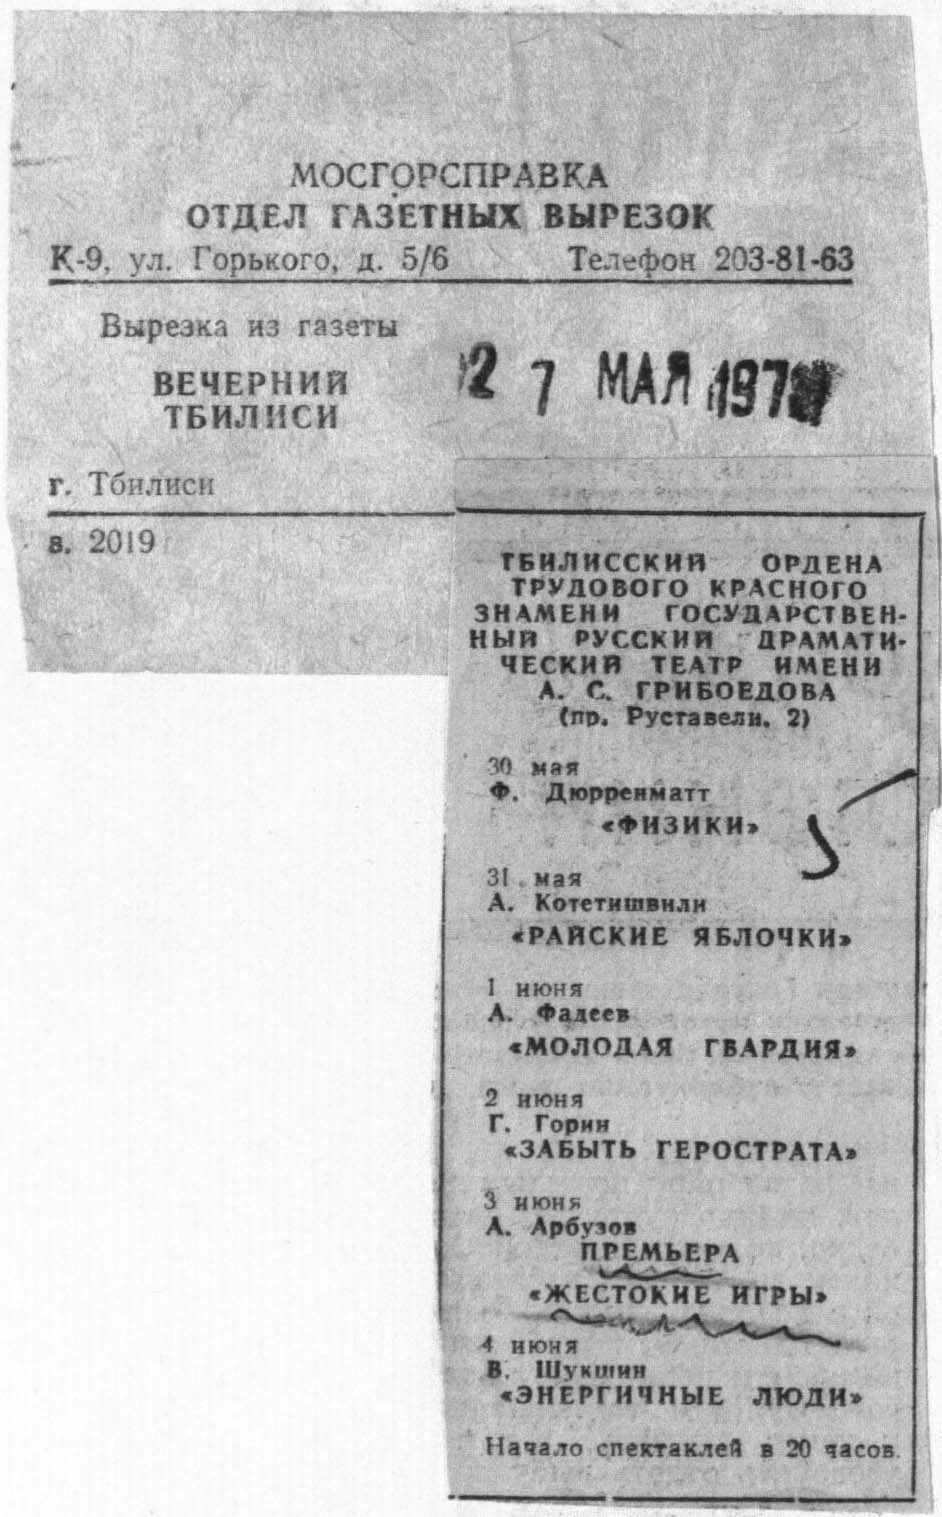 МОСГОРСПРАВКА
ОТДЕЛ ГАЗЕТНЫХ ВЫРЕЗОК
К-9, ул. Горького, д. 5/6 Телефон 203-81-63
Вырезка из газеты
ВЕЧЕРНИЙ
ТБИЛИСИ
2 7 МАЯ 197
г. Тбилиси
в. 2019
ТБИЛИССКИЙ ОРДЕНА
ТРУДОВОГО КРАСНОГО
ЗНАМЕНИ ГОСУДАРСТВЕН-
НЫЙ РУССКИЙ ДРАМАТИ-
ЧЕСКИЙ ТЕАТР ИМЕНИ
А. С. ГРИБОЕДОВА
(пр. Руставели, 2)
30 мая
Ф. Дюрренматт
«ФИЗИКИ»
31 мая
А. Котетишвили
«РАЙСКИЕ ЯБЛОЧКИ»
1 июня
А. Фадеев
«МОЛОДАЯ ГВАРДИЯ»
2 июня
Г. Горин
«ЗАБЫТЬ ГЕРОСТРАТА»
3 июня
А. Арбузов
ПРЕМЬЕРА
«ЖЕСТОКИЕ ИГРЫ»
4 июня
В. Шукшин
«ЭНЕРГИЧНЫЕ ЛЮДИ»
Начало спектаклей в 20 часов.